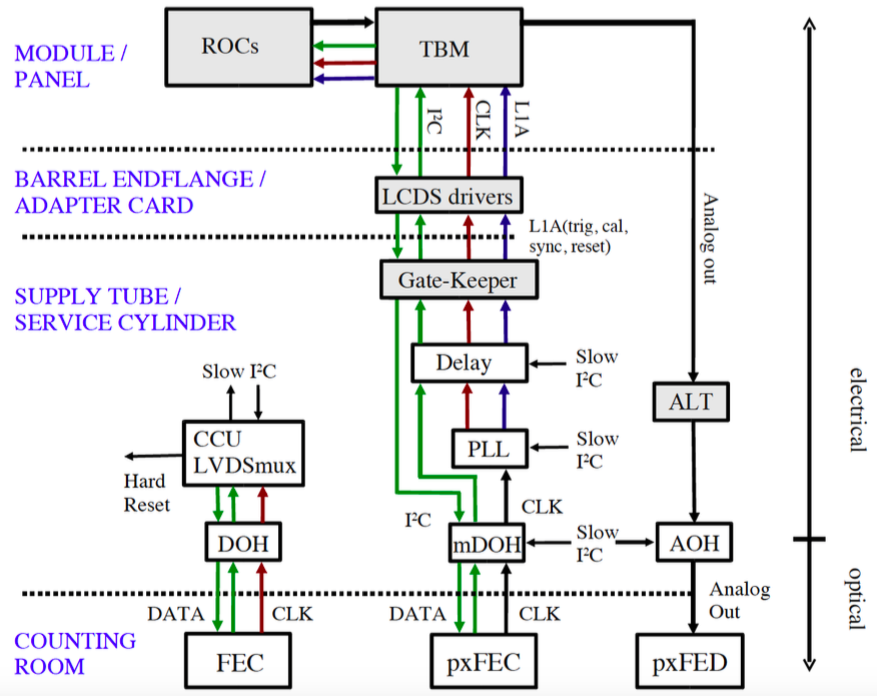 ROCs
TBM
MODULE /
PANEL
I²C
CLK
L1A
BARREL ENDFLANGE /
ADAPTER CARD
LCDS drivers
L1A(trig, cal,
sync, reset)
Analog out
Gate-Keeper
SUPPLY TUBE /
SERVICE CYLINDER
Delay
Slow
I²C
Slow I²C
ALT
electrical
CCU
LVDSmux
PLL
Slow
I²C
Hard
Reset
I²C
CLK
DOH
mDOH
Slow
I²C
AOH
optical
DATA
CLK
DATA
CLK
Analog
Out
COUNTING
ROOM
FEC
pxFEC
pxFED